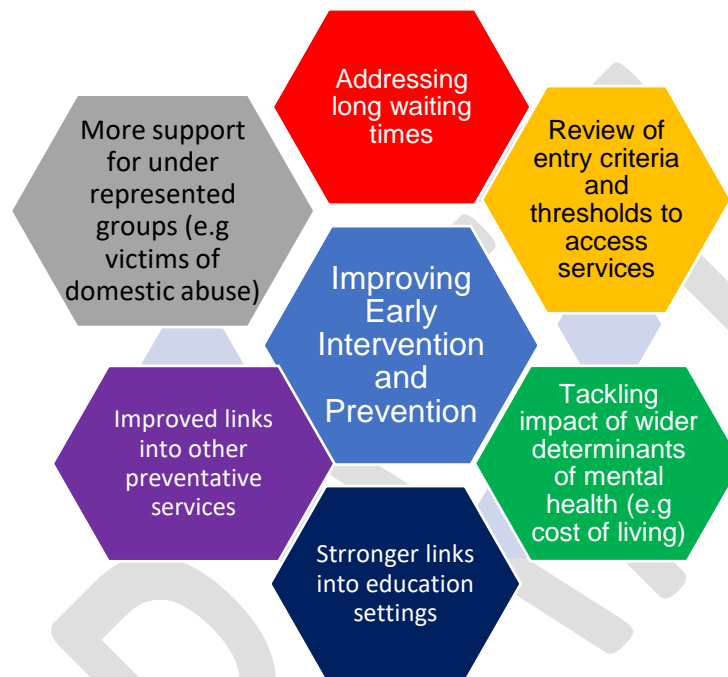 Addressing
long waiting
times
More support
for under
represented
groups (e.g
victims of
domestic abuse)
Review of
entry criteria
and
thresholds to
access
services
Improving
Early
Intervention
and
Prevention
Improved links
into other
preventative
services
Tackling
impact of wider
determinants
of mental
health (e.g
cost of living)
Strronger links
into education
settings